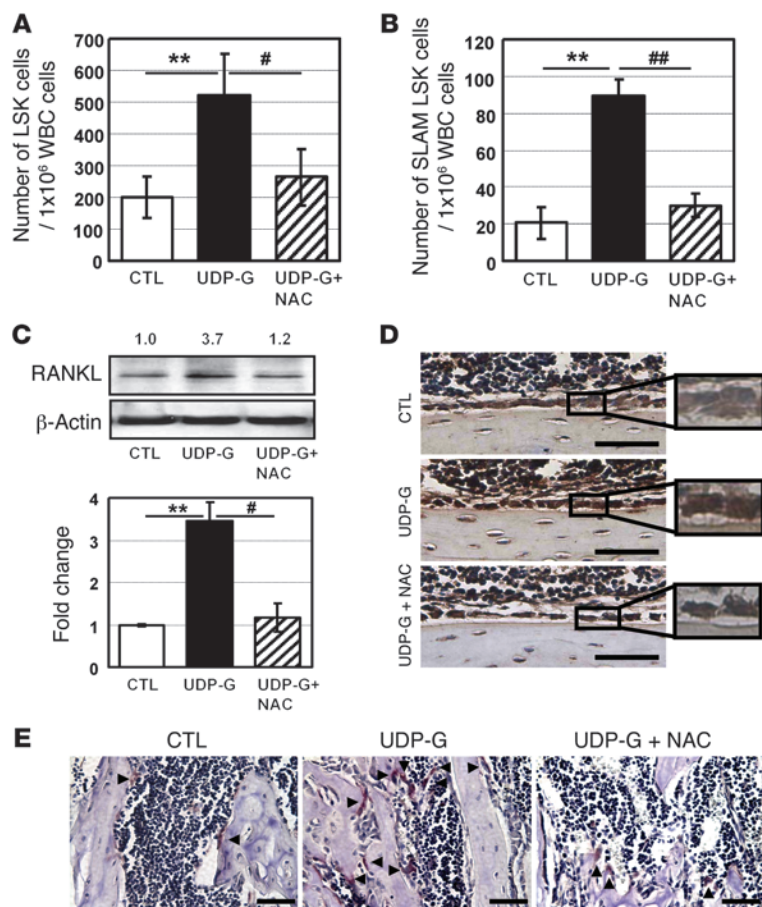 A
Number of LSK cells
/ 1x10⁶ WBC cells
700
600
500
400
300
200
100
0
**
#
CTL
UDP-G
UDP-G+
NAC
B
Number of SLAM LSK cells
/ 1x10⁶ WBC cells
120
100
80
60
40
20
0
**
##
CTL
UDP-G
UDP-G+
NAC
C
1.0 3.7 1.2
RANKL
β-Actin
CTL
UDP-G
UDP-G+
NAC
Fold change
4
3
2
1
0
**
#
CTL
UDP-G
UDP-G+
NAC
D
CTL
UDP-G
UDP-G + NAC
E
CTL
UDP-G
UDP-G + NAC